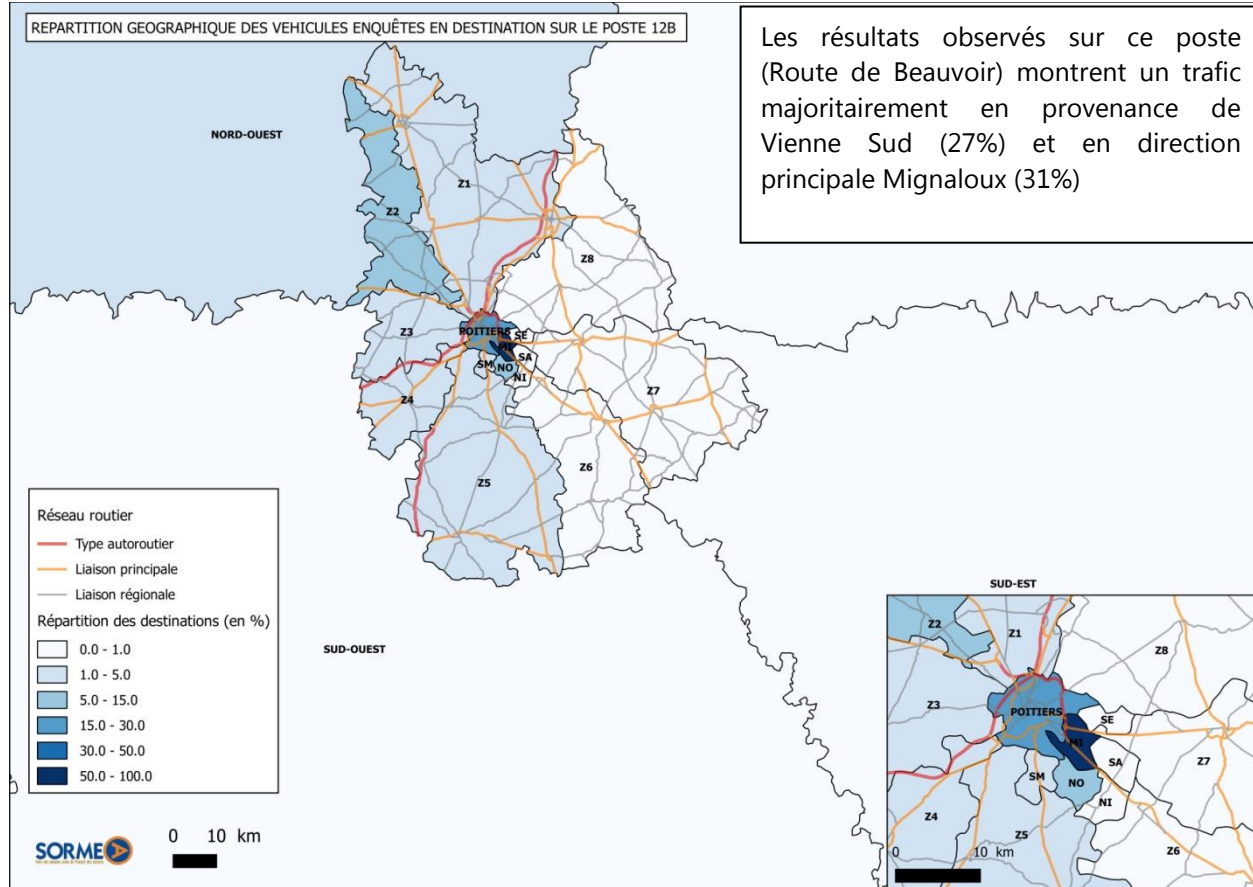 REPARTITION GEOGRAPHIQUE DES VEHICULES ENQUÊTES EN DESTINATION SUR LE POSTE 12B
Les résultats observés sur ce poste
(Route de Beauvoir) montrent un trafic
majoritairement en provenance de
Vienne Sud (27%) et en direction
principale Mignaloux (31%)
NORD-OUEST
Z1
Z2
Z8
Z3
POITIERS
SE
MI
SA
SM
NO
NI
Z4
Z7
Z6
Z5
SUD-OUEST
SUD-EST
Réseau routier
Type autoroutier
Liaison principale
Liaison régionale
Répartition des destinations (en %)
0.0 - 1.0
1.0 - 5.0
5.0 - 15.0
15.0 - 30.0
30.0 - 50.0
50.0 - 100.0
SORMEA
0 10 km
Z2
Z1
Z8
Z3
POITIERS
SE
MI
SA
Z7
SM
NO
NI
Z4
Z5
Z6
0 10 km